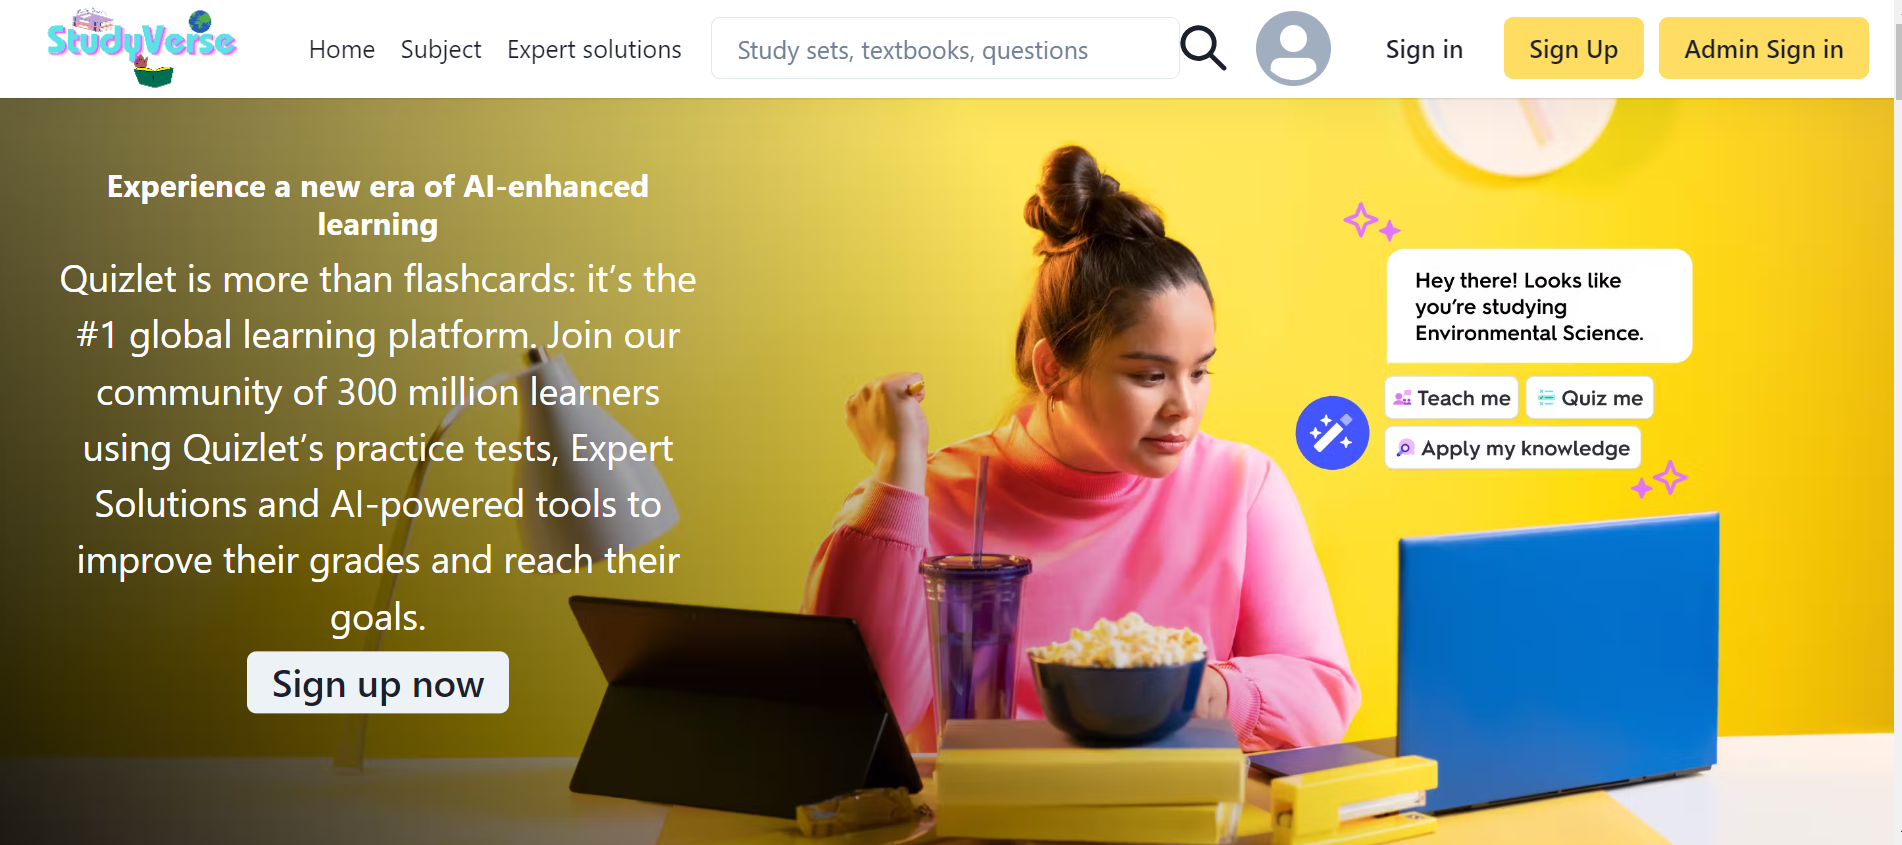 StudyVerse
Home Subject Expert solutions Study sets, textbooks, questions Sign in Sign Up Admin Sign in
Experience a new era of AI-enhanced
learning
Quizlet is more than flashcards: it’s the
#1 global learning platform. Join our
community of 300 million learners
using Quizlet’s practice tests, Expert
Solutions and AI-powered tools to
improve their grades and reach their
goals.
Sign up now
Hey there! Looks like
you’re studying
Environmental Science.
Teach me Quiz me
Apply my knowledge